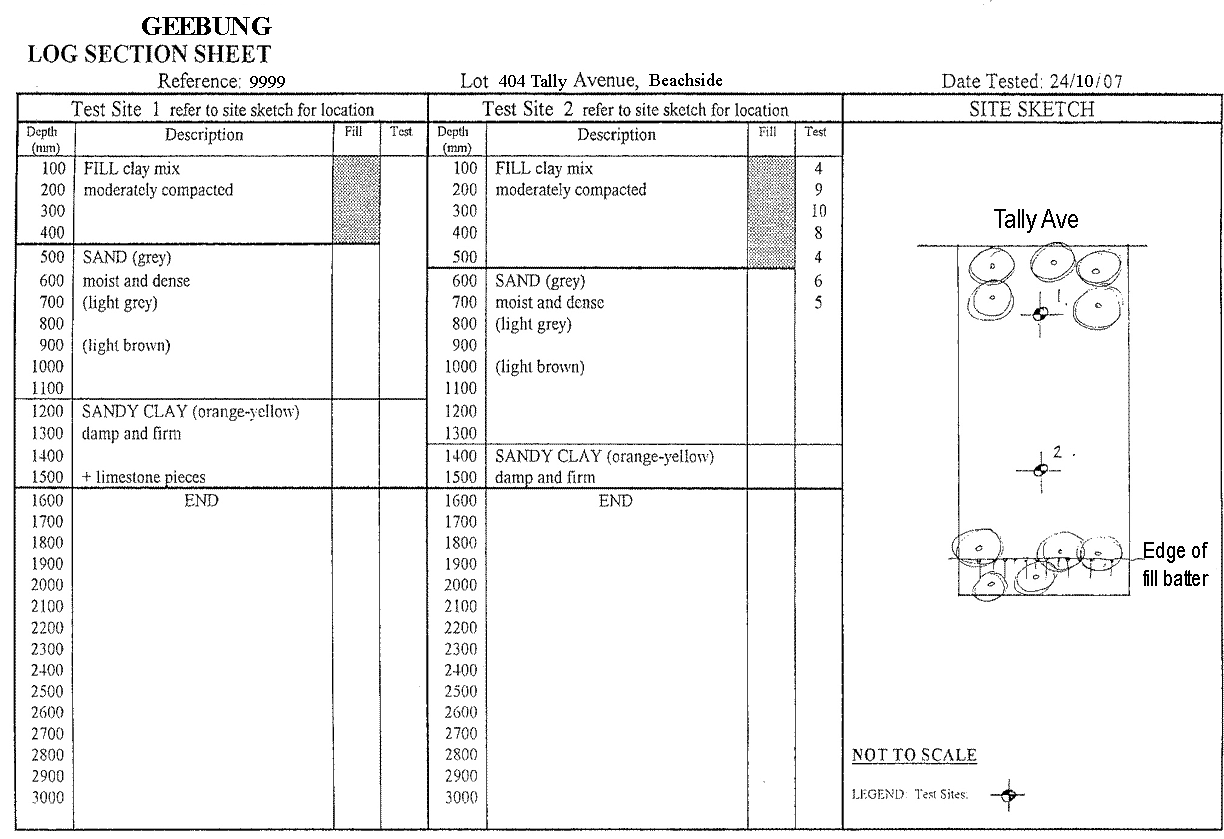 GEEBUNG
LOG SECTION SHEET
Reference: 9999 Lot 404 Tally Avenue, Beachside Date Tested: 24/10/07
Test Site 1 refer to site sketch for location Test Site 2 refer to site sketch for location SITE SKETCH
Depth (mm) Description Fill Test Depth (mm) Description Fill Test
100 FILL clay mix 100 FILL clay mix 4
200 moderately compacted 200 moderately compacted 9
300 300 10
400 400 8
500 SAND (grey) 500 4
600 moist and dense 600 SAND (grey) 6
700 (light grey) 700 moist and dense 5
800 800 (light grey)
900 (light brown) 900
1000 1000 (light brown)
1100 1100
1200 SANDY CLAY (orange-yellow) 1200
1300 damp and firm 1300
1400 1400 SANDY CLAY (orange-yellow)
1500 + limestone pieces 1500 damp and firm
1600 END 1600 END
1700 1700
1800 1800
1900 1900
2000 2000
2100 2100
2200 2200
2300 2300
2400 2400
2500 2500
2600 2600
2700 2700
2800 2800
2900 2900
3000 3000
Tally Ave
1.
2.
Edge of
fill batter
NOT TO SCALE
LEGEND: Test Sites: